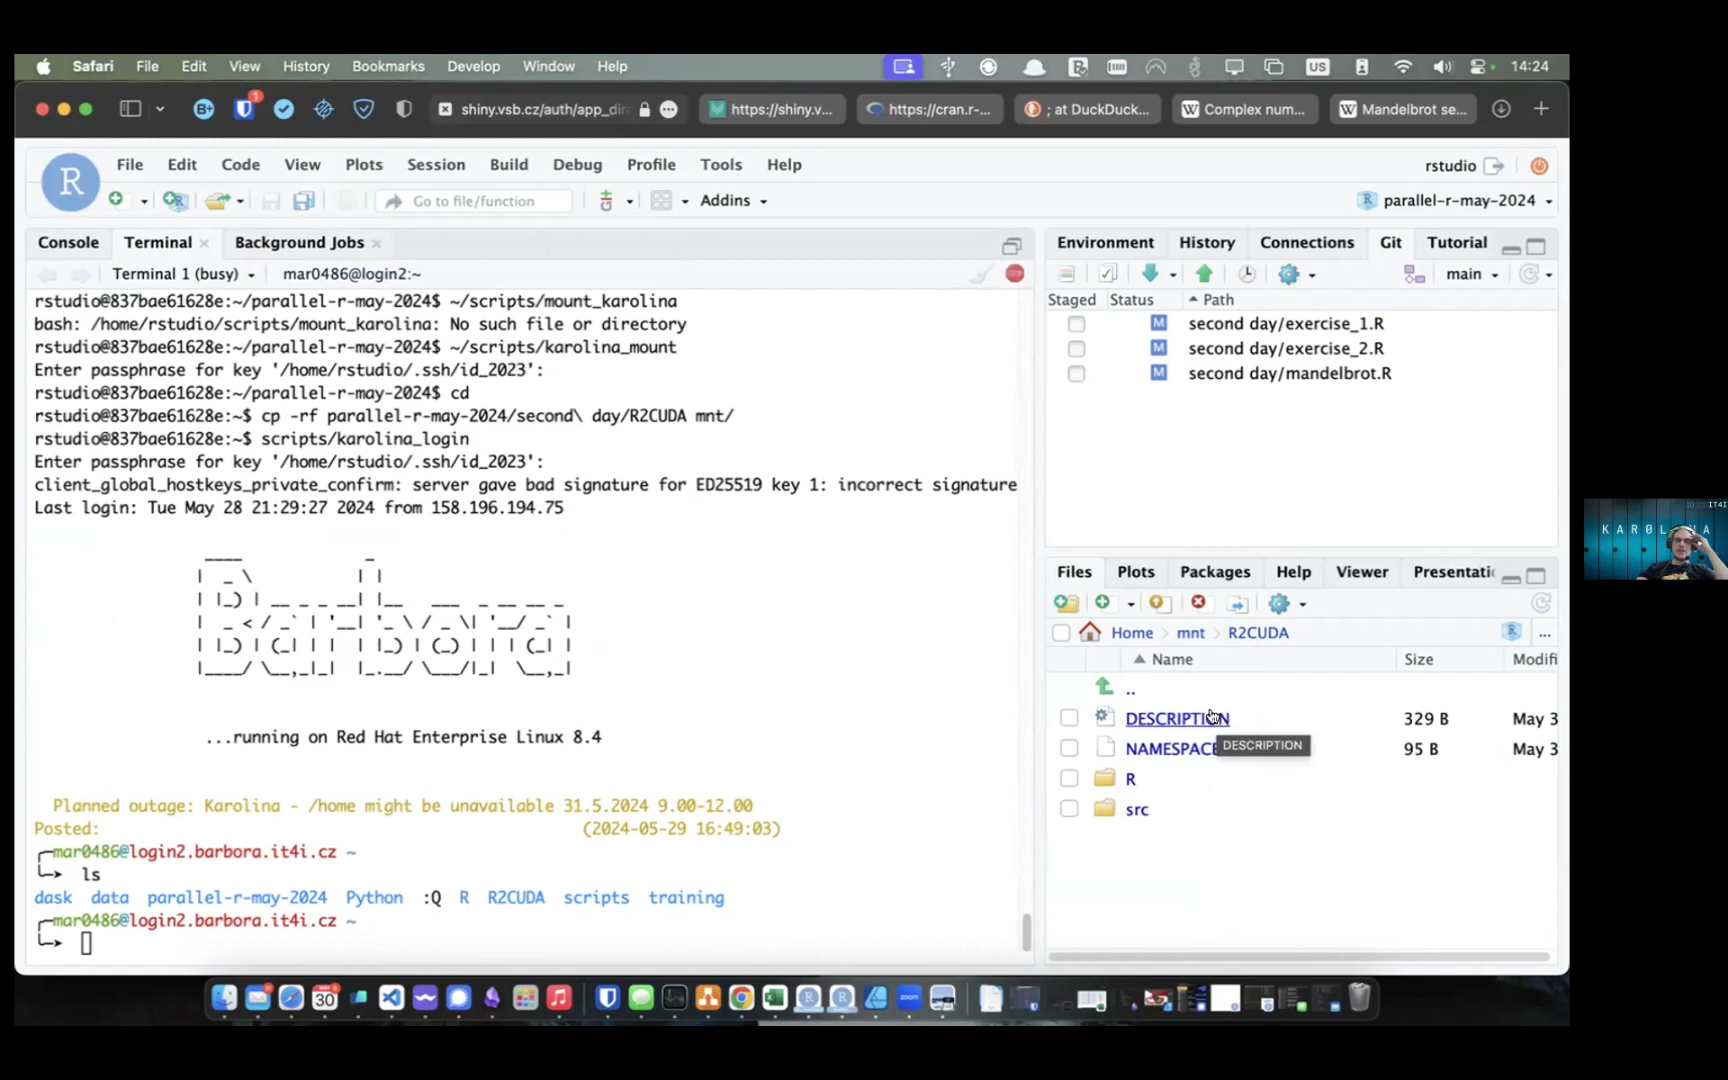 Safari File Edit View History Bookmarks Develop Window Help US 14:24
1 shiny.vsb.cz/auth/app_dir https://shiny.v... https://cran.r-... ; at DuckDuck... Complex num... Mandelbrot se...
R File Edit Code View Plots Session Build Debug Profile Tools Help rstudio
Go to file/function Addins parallel-r-may-2024
Console Terminal Background Jobs
Terminal 1 (busy) mar0486@login2:~
rstudio@837bae61628e:~/parallel-r-may-2024$ ~/scripts/mount_karolina
bash: /home/rstudio/scripts/mount_karolina: No such file or directory
rstudio@837bae61628e:~/parallel-r-may-2024$ ~/scripts/karolina_mount
Enter passphrase for key '/home/rstudio/.ssh/id_2023':
rstudio@837bae61628e:~/parallel-r-may-2024$ cd
rstudio@837bae61628e:~$ cp -rf parallel-r-may-2024/second\ day/R2CUDA mnt/
rstudio@837bae61628e:~$ scripts/karolina_login
Enter passphrase for key '/home/rstudio/.ssh/id_2023':
client_global_hostkeys_private_confirm: server gave bad signature for ED25519 key 1: incorrect signature
Last login: Tue May 28 21:29:27 2024 from 158.196.194.75
Barbora
...running on Red Hat Enterprise Linux 8.4
Planned outage: Karolina - /home might be unavailable 31.5.2024 9.00-12.00
Posted: (2024-05-29 16:49:03)
mar0486@login2.barbora.it4i.cz ~
ls
dask data parallel-r-may-2024 Python :Q R R2CUDA scripts training
mar0486@login2.barbora.it4i.cz ~
Environment History Connections Git Tutorial
main
Staged Status Path
M second day/exercise_1.R
M second day/exercise_2.R
M second day/mandelbrot.R
Files Plots Packages Help Viewer Presentati
Home mnt R2CUDA ...
Name Size Modifi
..
DESCRIPTION 329 B May 3
NAMESPACE 95 B May 3
DESCRIPTION
R
src
30
zoom
IT4I
KAROLINA